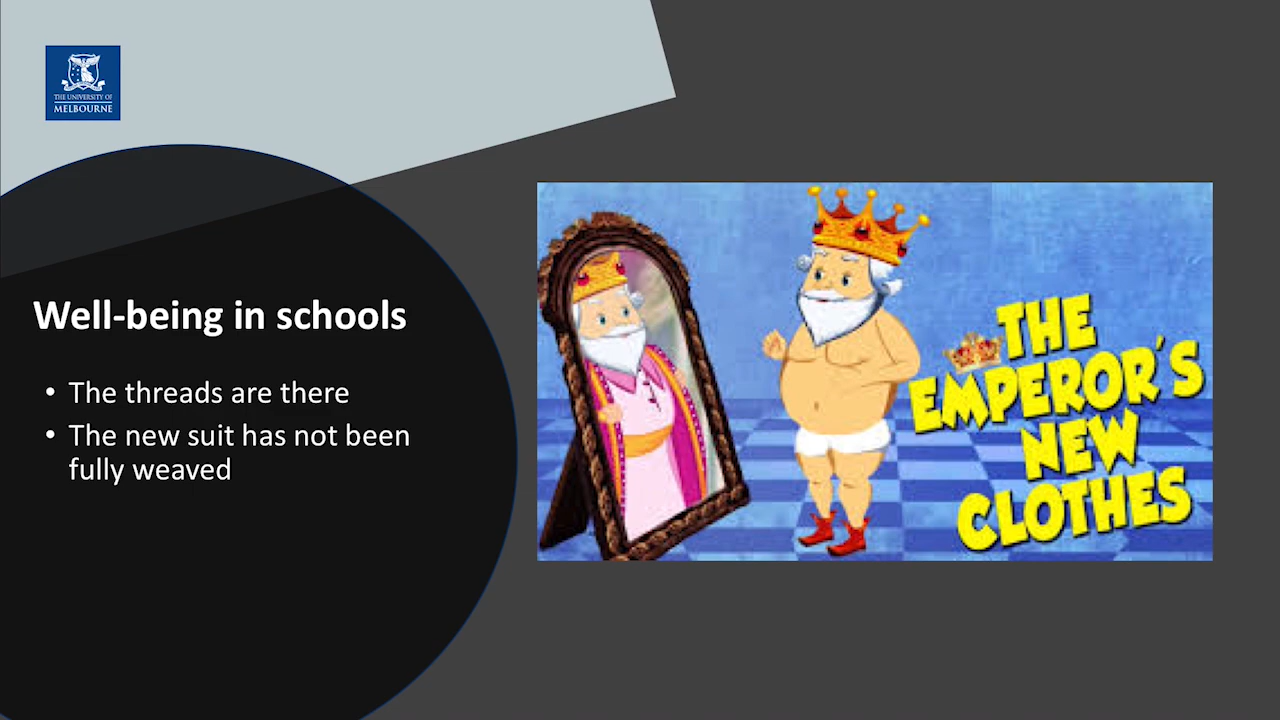 THE UNIVERSITY OF
MELBOURNE
Well-being in schools
• The threads are there
• The new suit has not been
fully weaved
THE
EMPEROR'S
NEW
CLOTHES